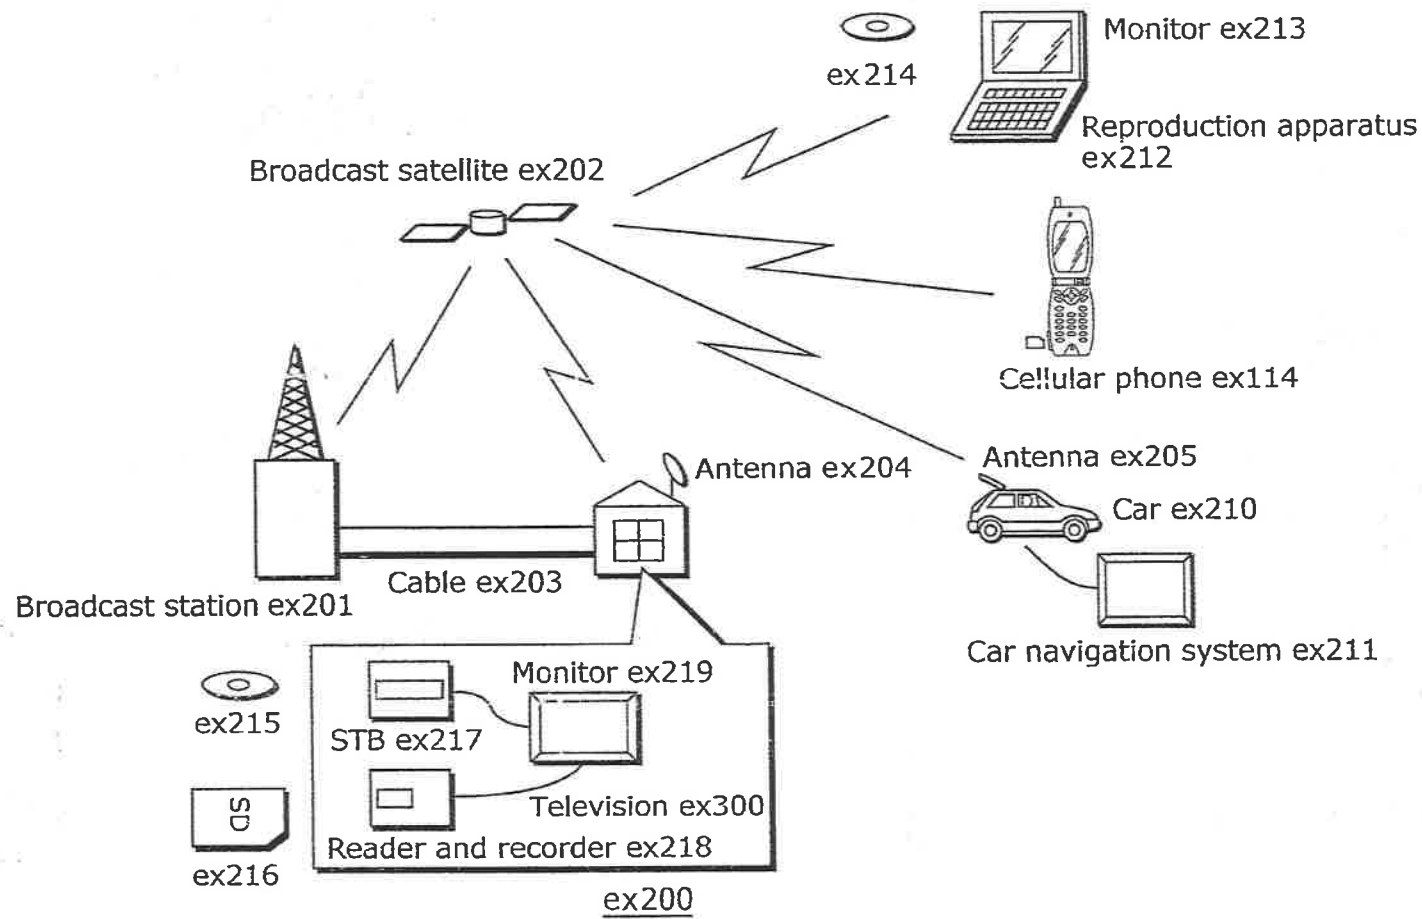 Monitor ex213
ex214
Reproduction apparatus
ex212
Broadcast satellite ex202
Cellular phone ex114
Antenna ex204
Antenna ex205
Car ex210
Cable ex203
Broadcast station ex201
Car navigation system ex211
Monitor ex219
ex215
STB ex217
SD
Television ex300
Reader and recorder ex218
ex216
ex200